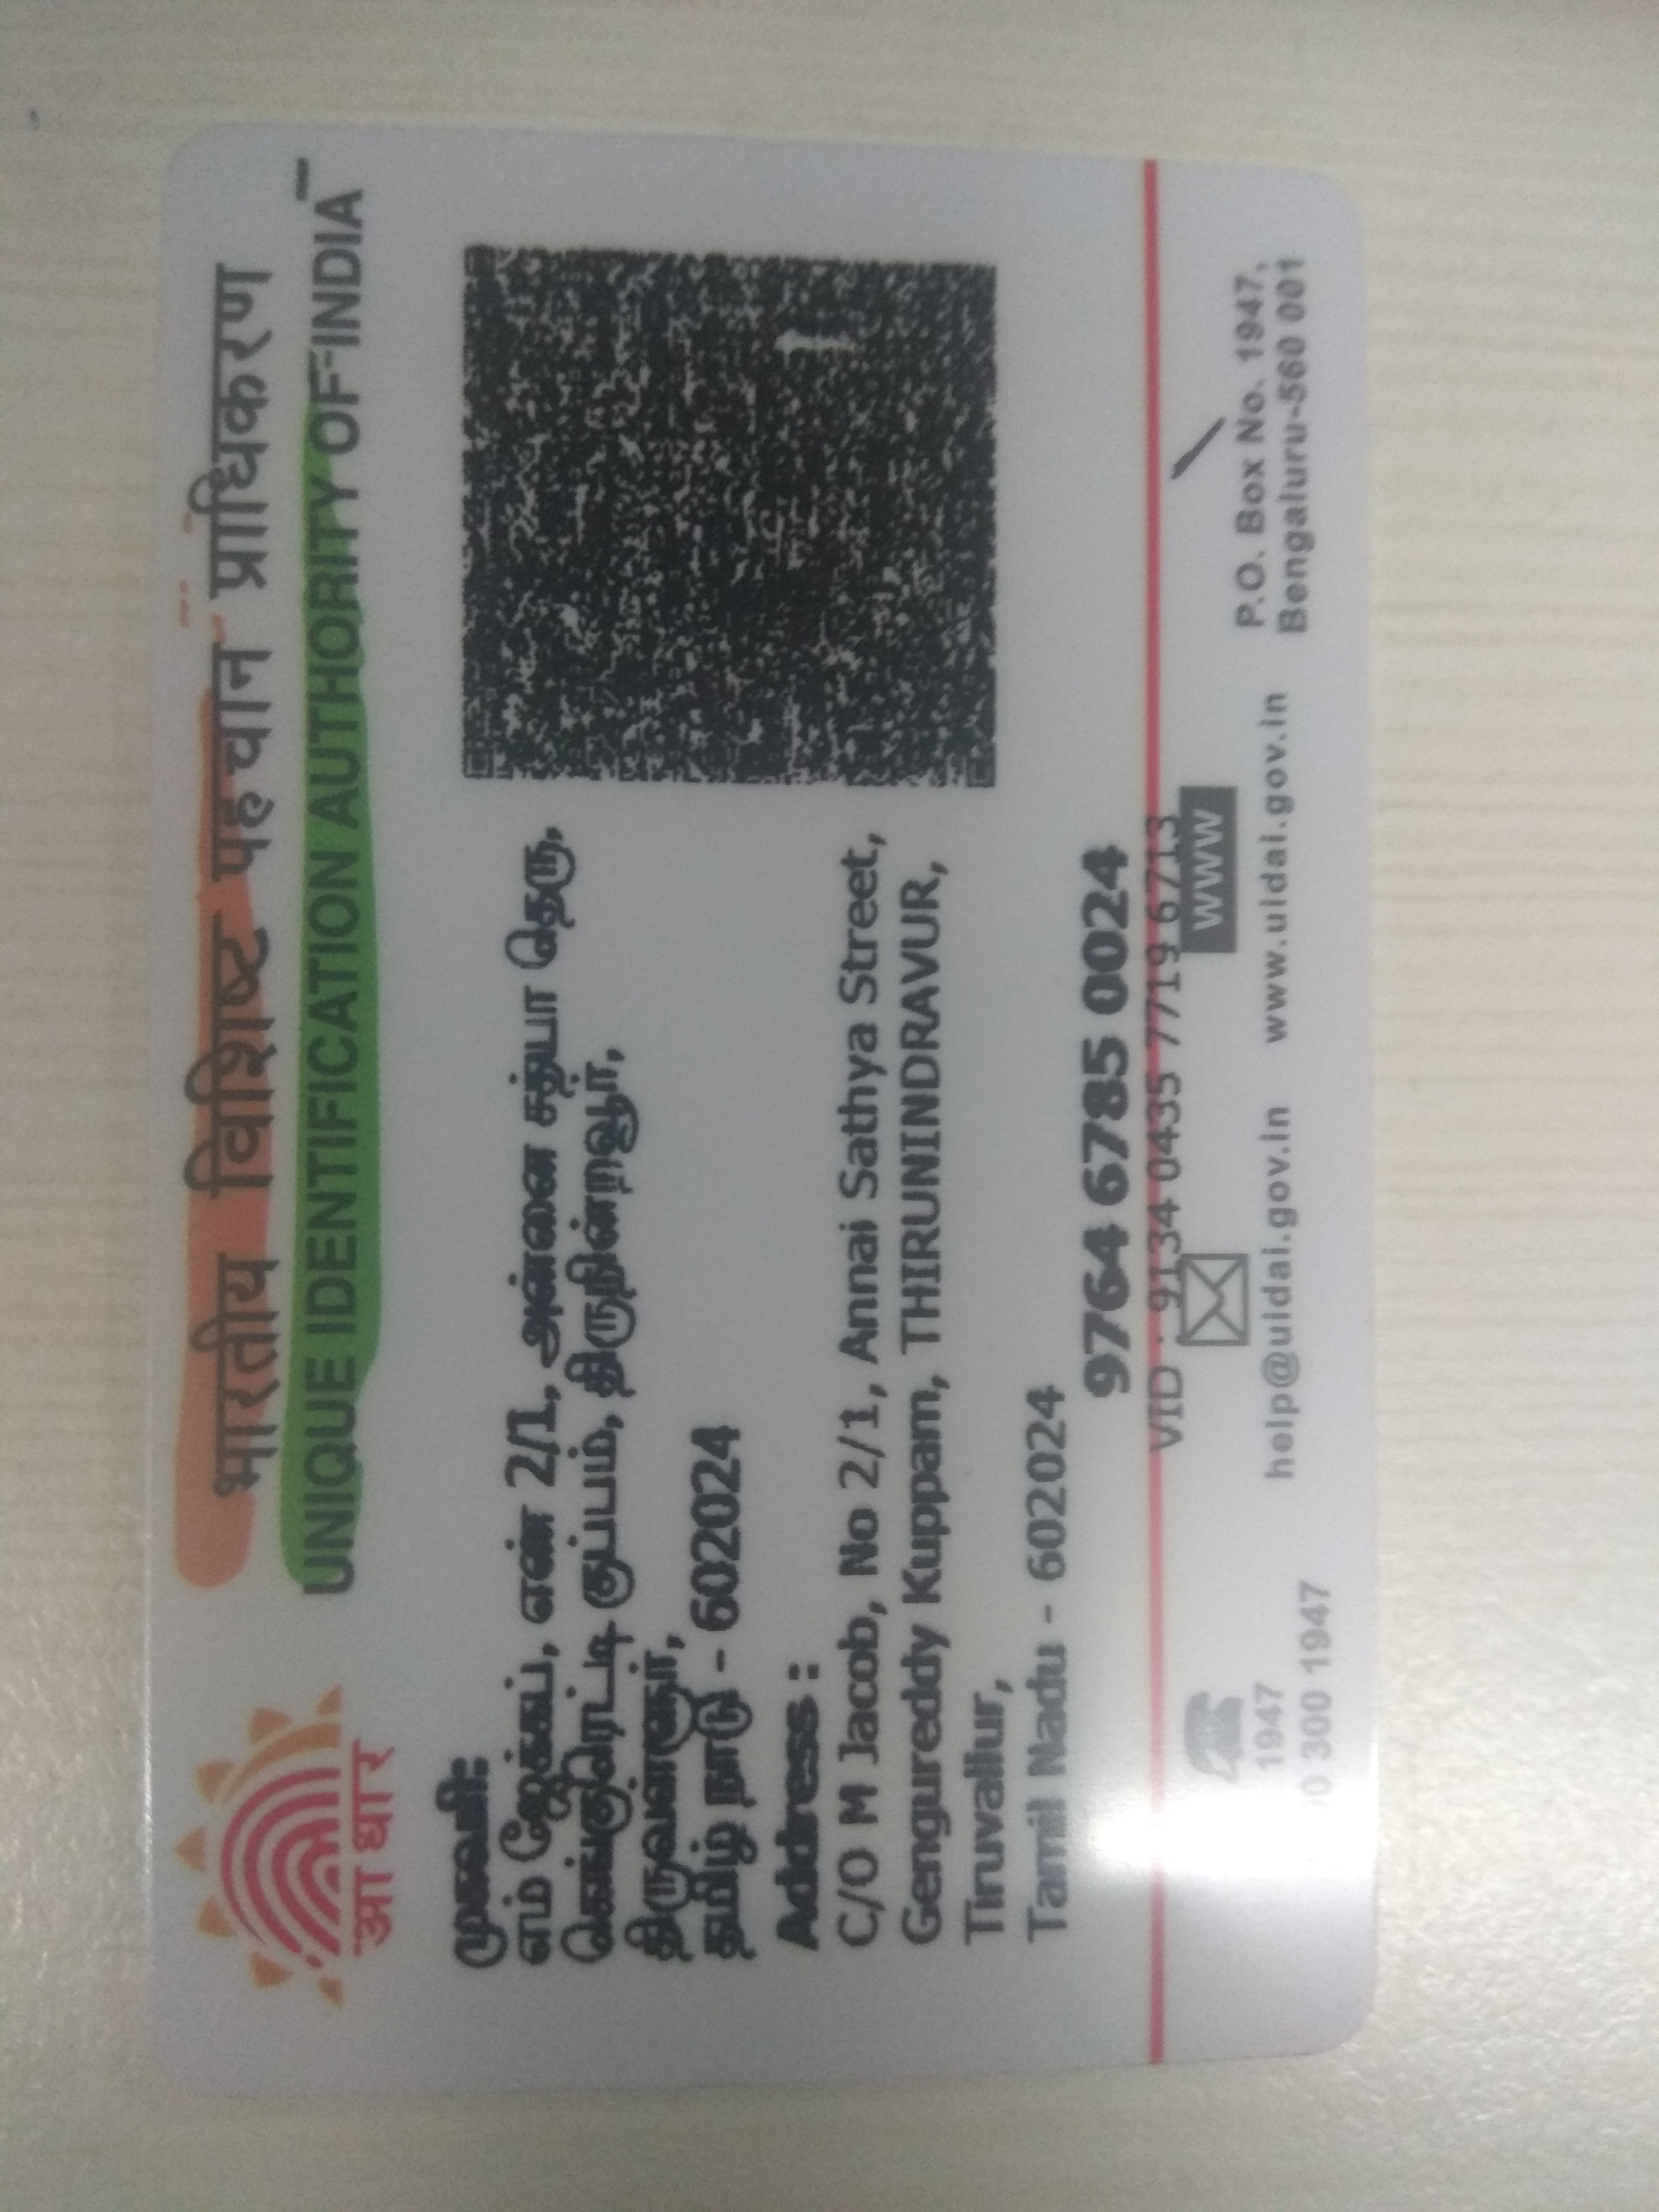 भारतीय विशिष्ट पहचान प्राधिकरण
UNIQUE IDENTIFICATION AUTHORITY OF INDIA
आधार
முகவரி:
எம் ஜேக்கப், என் 2/1, அன்னை சத்யா தெரு,
கெங்குரெட்டி குப்பம், திருநின்றவூர்,
திருவள்ளூர்,
தமிழ் நாடு - 602024
Address :
C/O M Jacob, No 2/1, Annai Sathya Street,
Gengureddy Kuppam, THIRUNINDRAVUR,
Tiruvallur,
Tamil Nadu - 602024
9764 6785 0024
VID : 9134 0435 7719 6713
www
1947
300 1947
help@uidai.gov.in
www.uidai.gov.in
P.O. Box No. 1947,
Bengaluru-560 001